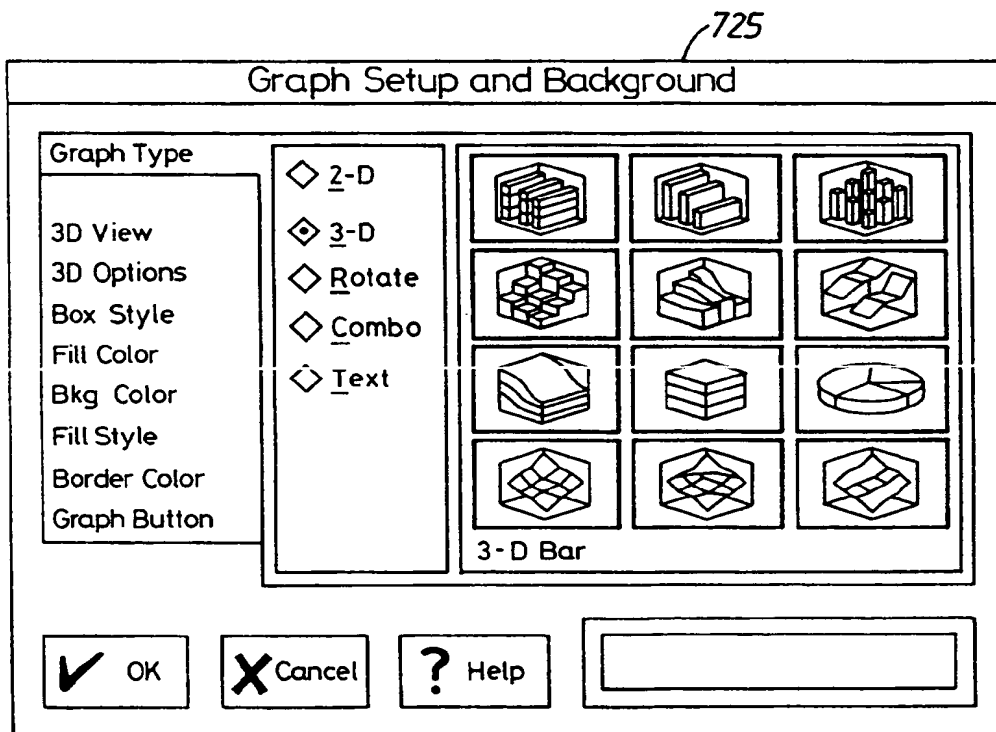 725
Graph Setup and Background
Graph Type
3D View
3D Options
Box Style
Fill Color
Bkg Color
Fill Style
Border Color
Graph Button
2-D
3-D
Rotate
Combo
Text
3-D Bar
OK
Cancel
Help